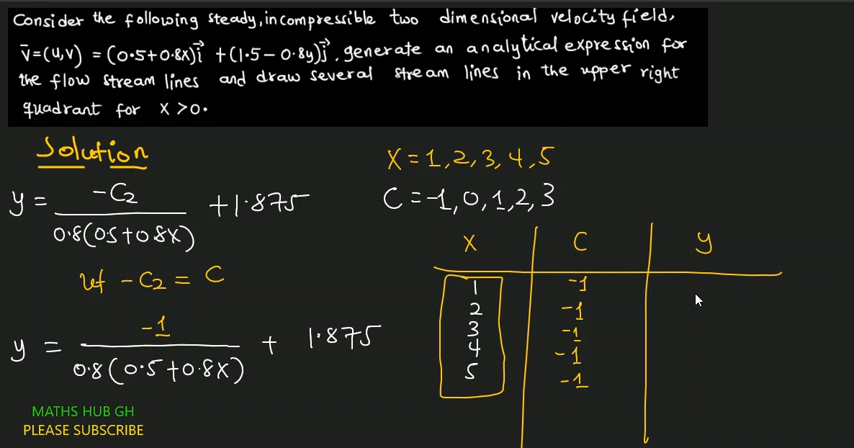 Consider the following steady, incompressible two dimensional velocity field,
v⃗=(u,v) = (0.5+0.8x)i⃗ +(1.5-0.8y)j⃗, generate an analytical expression for
the flow stream lines and draw several stream lines in the upper right
quadrant for x >0.
Solution
y = -C₂ / 0.8(0.5+0.8x) +1.875
let -C₂ = C
y = -1 / 0.8(0.5+0.8x) + 1.875
x = 1, 2, 3, 4, 5
C = -1, 0, 1, 2, 3
x C y
1 -1
2 -1
3 -1
4 -1
5 -1
MATHS HUB GH
PLEASE SUBSCRIBE